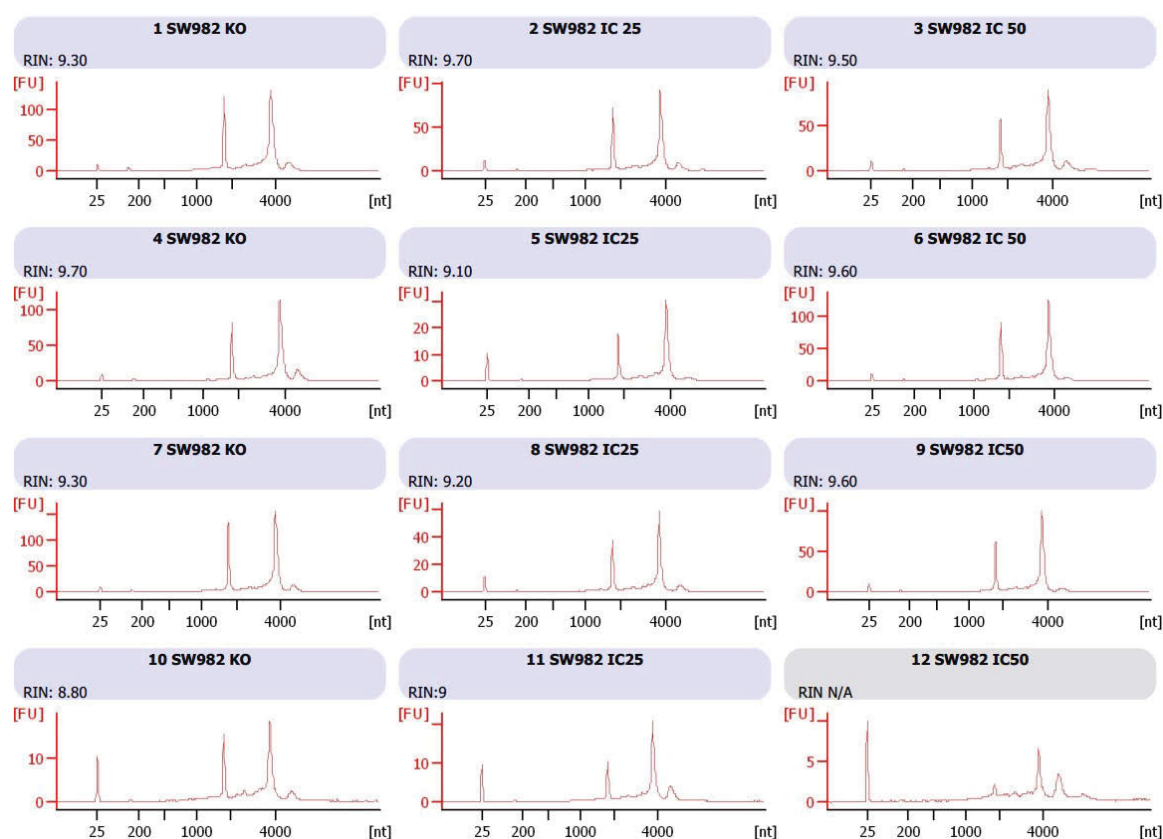 1 SW982 KO
RIN: 9.30
[FU]
100
50
0
25 200 1000 4000 [nt]
2 SW982 IC 25
RIN: 9.70
[FU]
50
0
25 200 1000 4000 [nt]
3 SW982 IC 50
RIN: 9.50
[FU]
50
0
25 200 1000 4000 [nt]
4 SW982 KO
RIN: 9.70
[FU]
100
50
0
25 200 1000 4000 [nt]
5 SW982 IC25
RIN: 9.10
[FU]
20
10
0
25 200 1000 4000 [nt]
6 SW982 IC 50
RIN: 9.60
[FU]
100
50
0
25 200 1000 4000 [nt]
7 SW982 KO
RIN: 9.30
[FU]
100
50
0
25 200 1000 4000 [nt]
8 SW982 IC25
RIN: 9.20
[FU]
40
20
0
25 200 1000 4000 [nt]
9 SW982 IC50
RIN: 9.60
[FU]
50
0
25 200 1000 4000 [nt]
10 SW982 KO
RIN: 8.80
[FU]
10
0
25 200 1000 4000 [nt]
11 SW982 IC25
RIN:9
[FU]
10
0
25 200 1000 4000 [nt]
12 SW982 IC50
RIN N/A
[FU]
5
0
25 200 1000 4000 [nt]